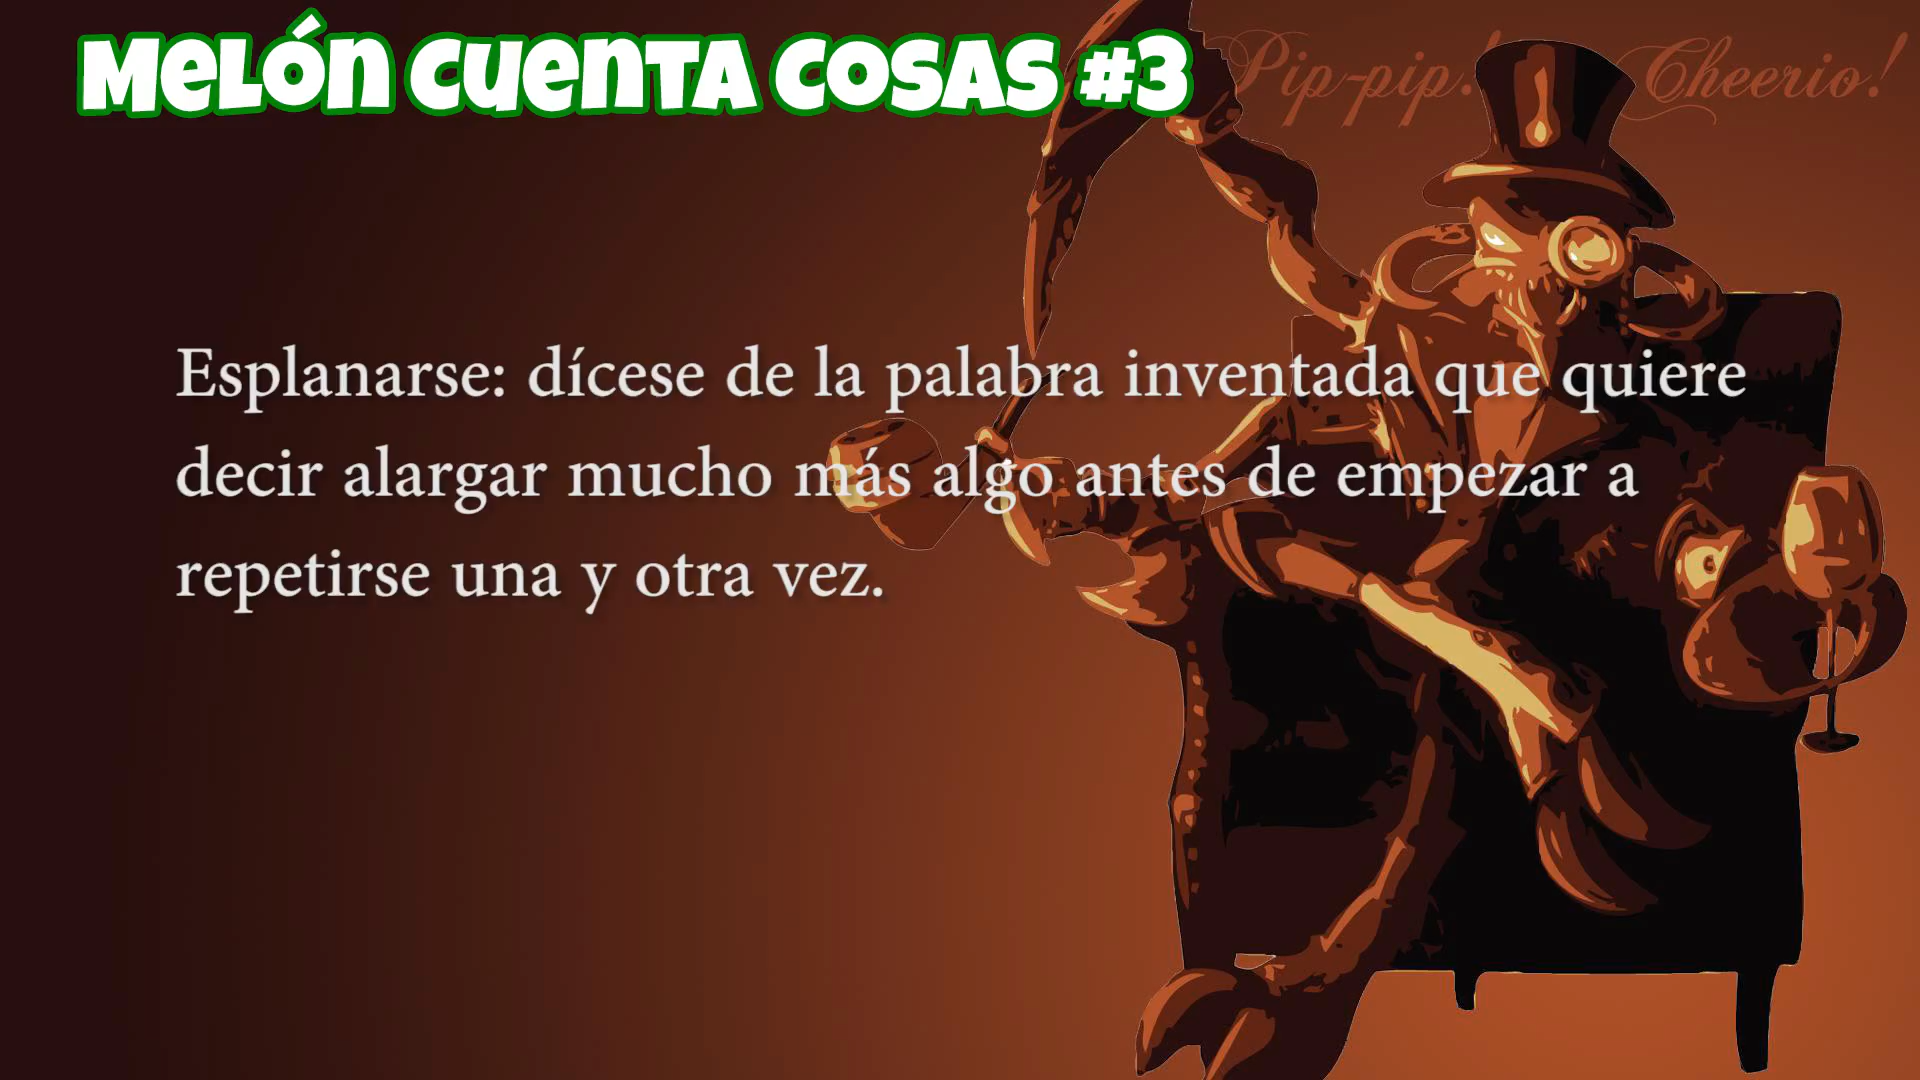 Melón cuenta cosas #3
Pip-pip! Cheerio!
Esplanarse: dícese de la palabra inventada que quiere
decir alargar mucho más algo antes de empezar a
repetirse una y otra vez.